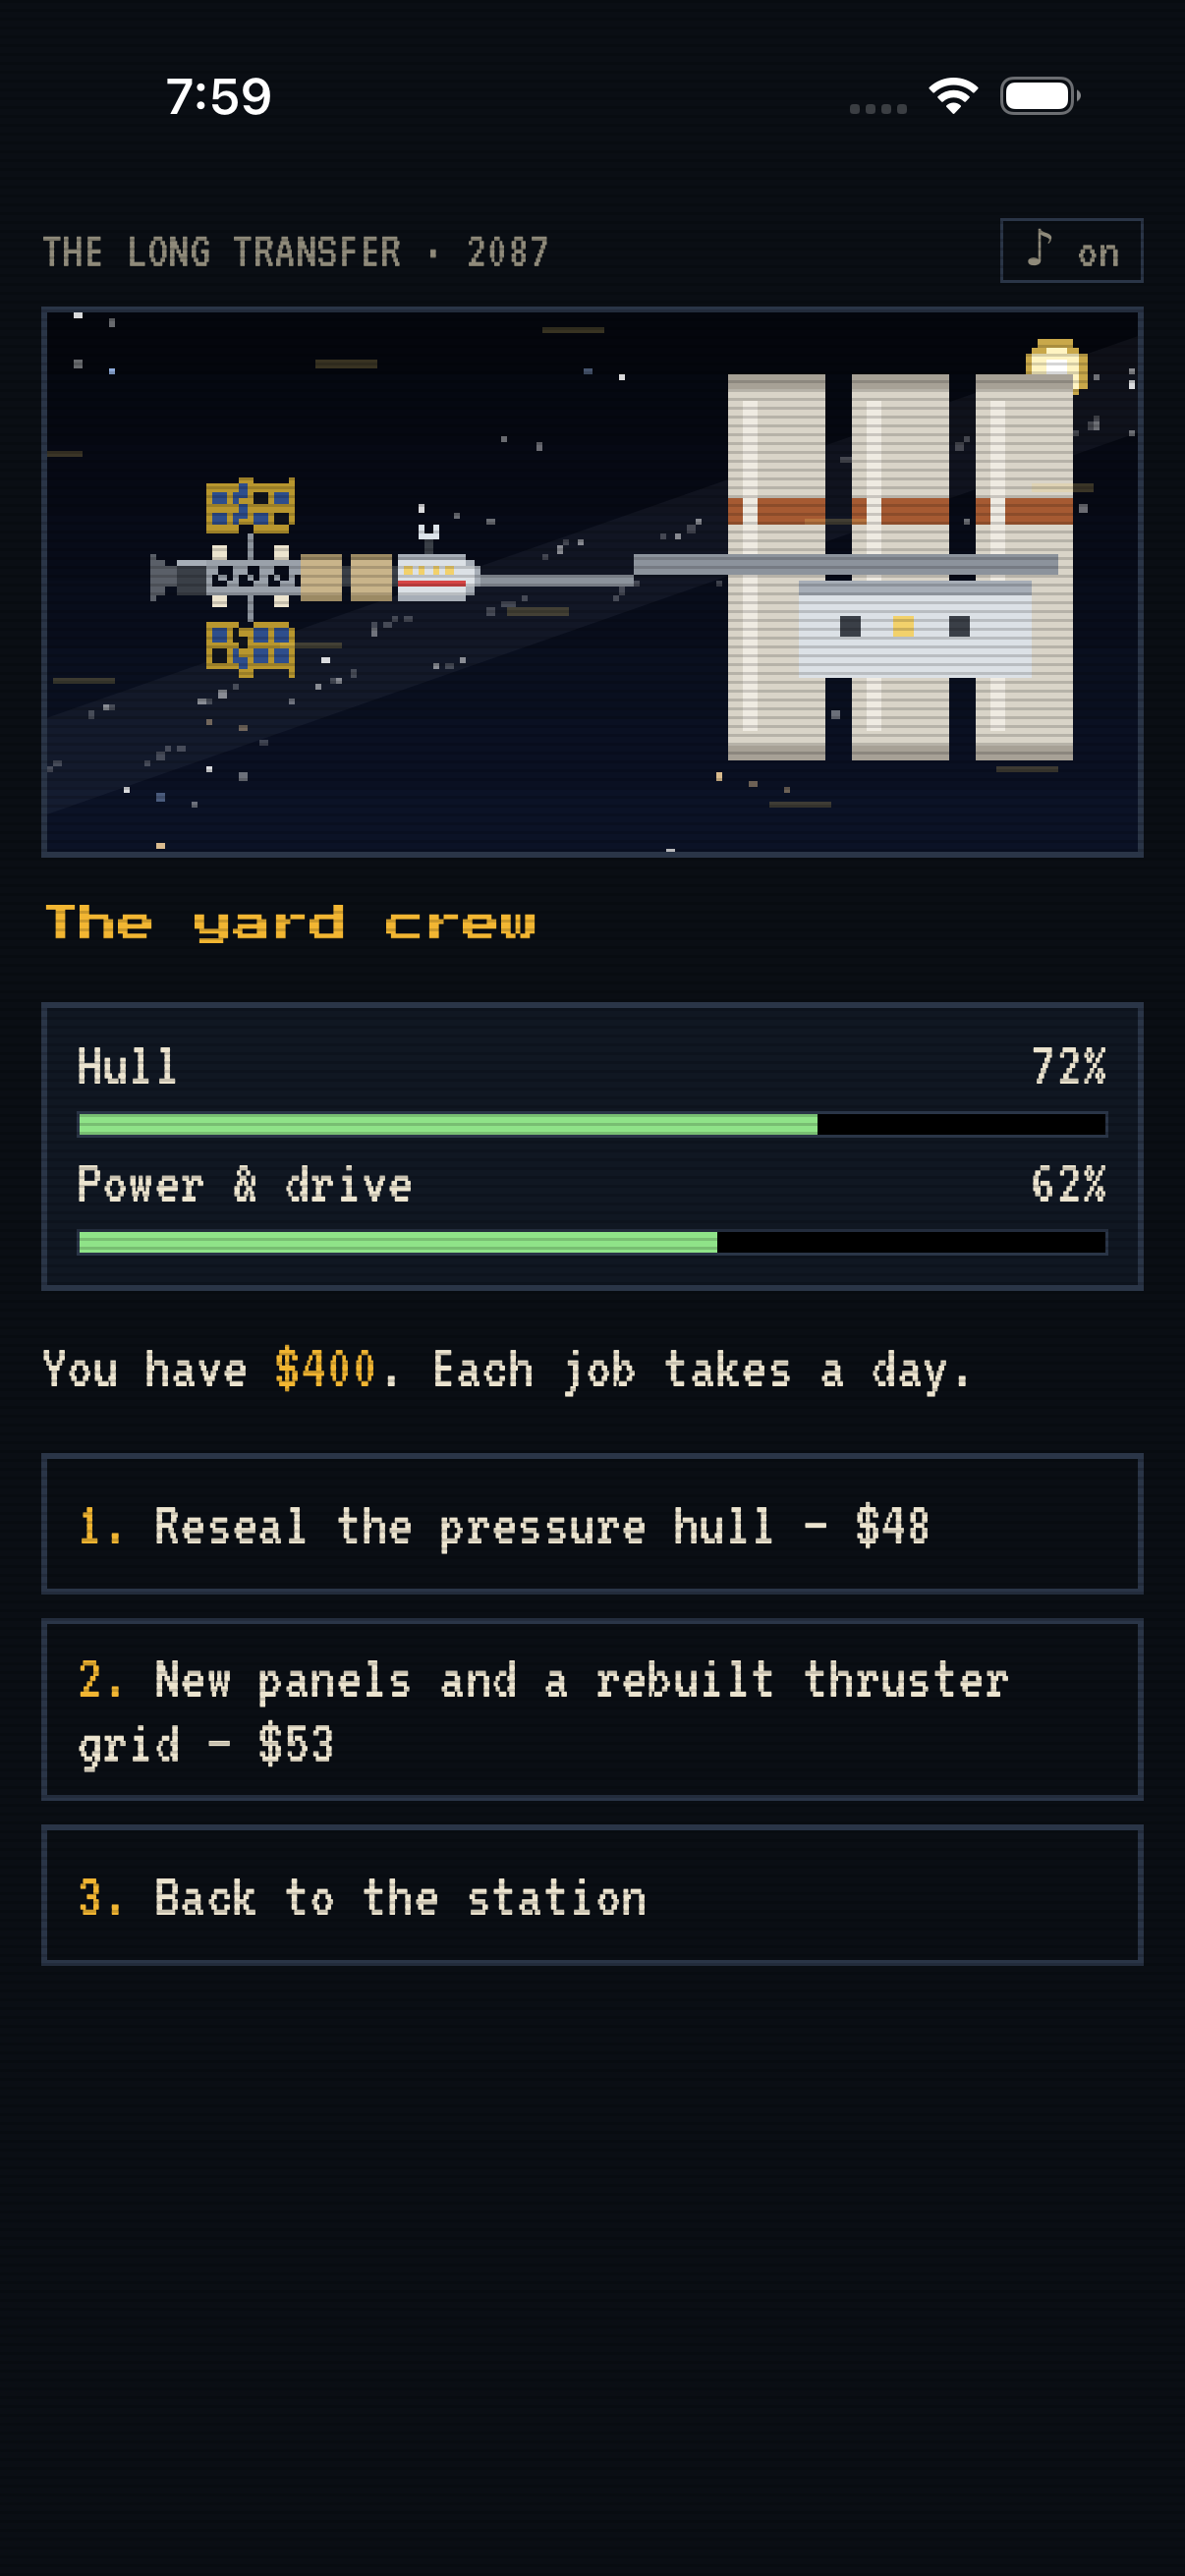 7:59
THE LONG TRANSFER · 2087
♪ on
The yard crew
Hull 72%
Power & drive 62%
You have $400. Each job takes a day.
1. Reseal the pressure hull - $48
2. New panels and a rebuilt thruster
grid - $53
3. Back to the station